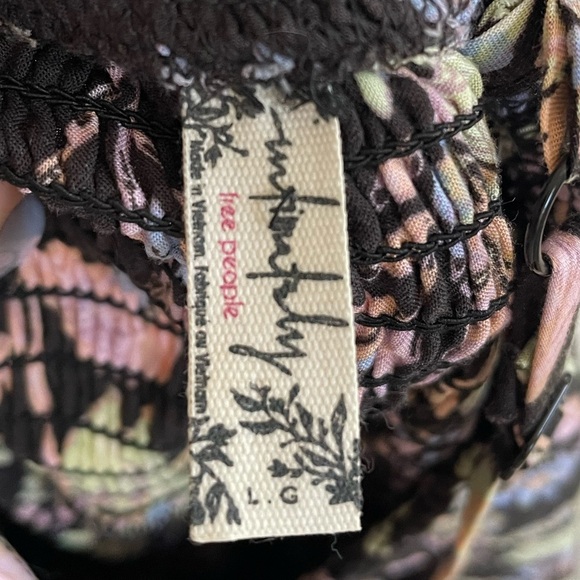 intimately
free people
Made in Vietnam. Fabriqué au Vietnam
L.G